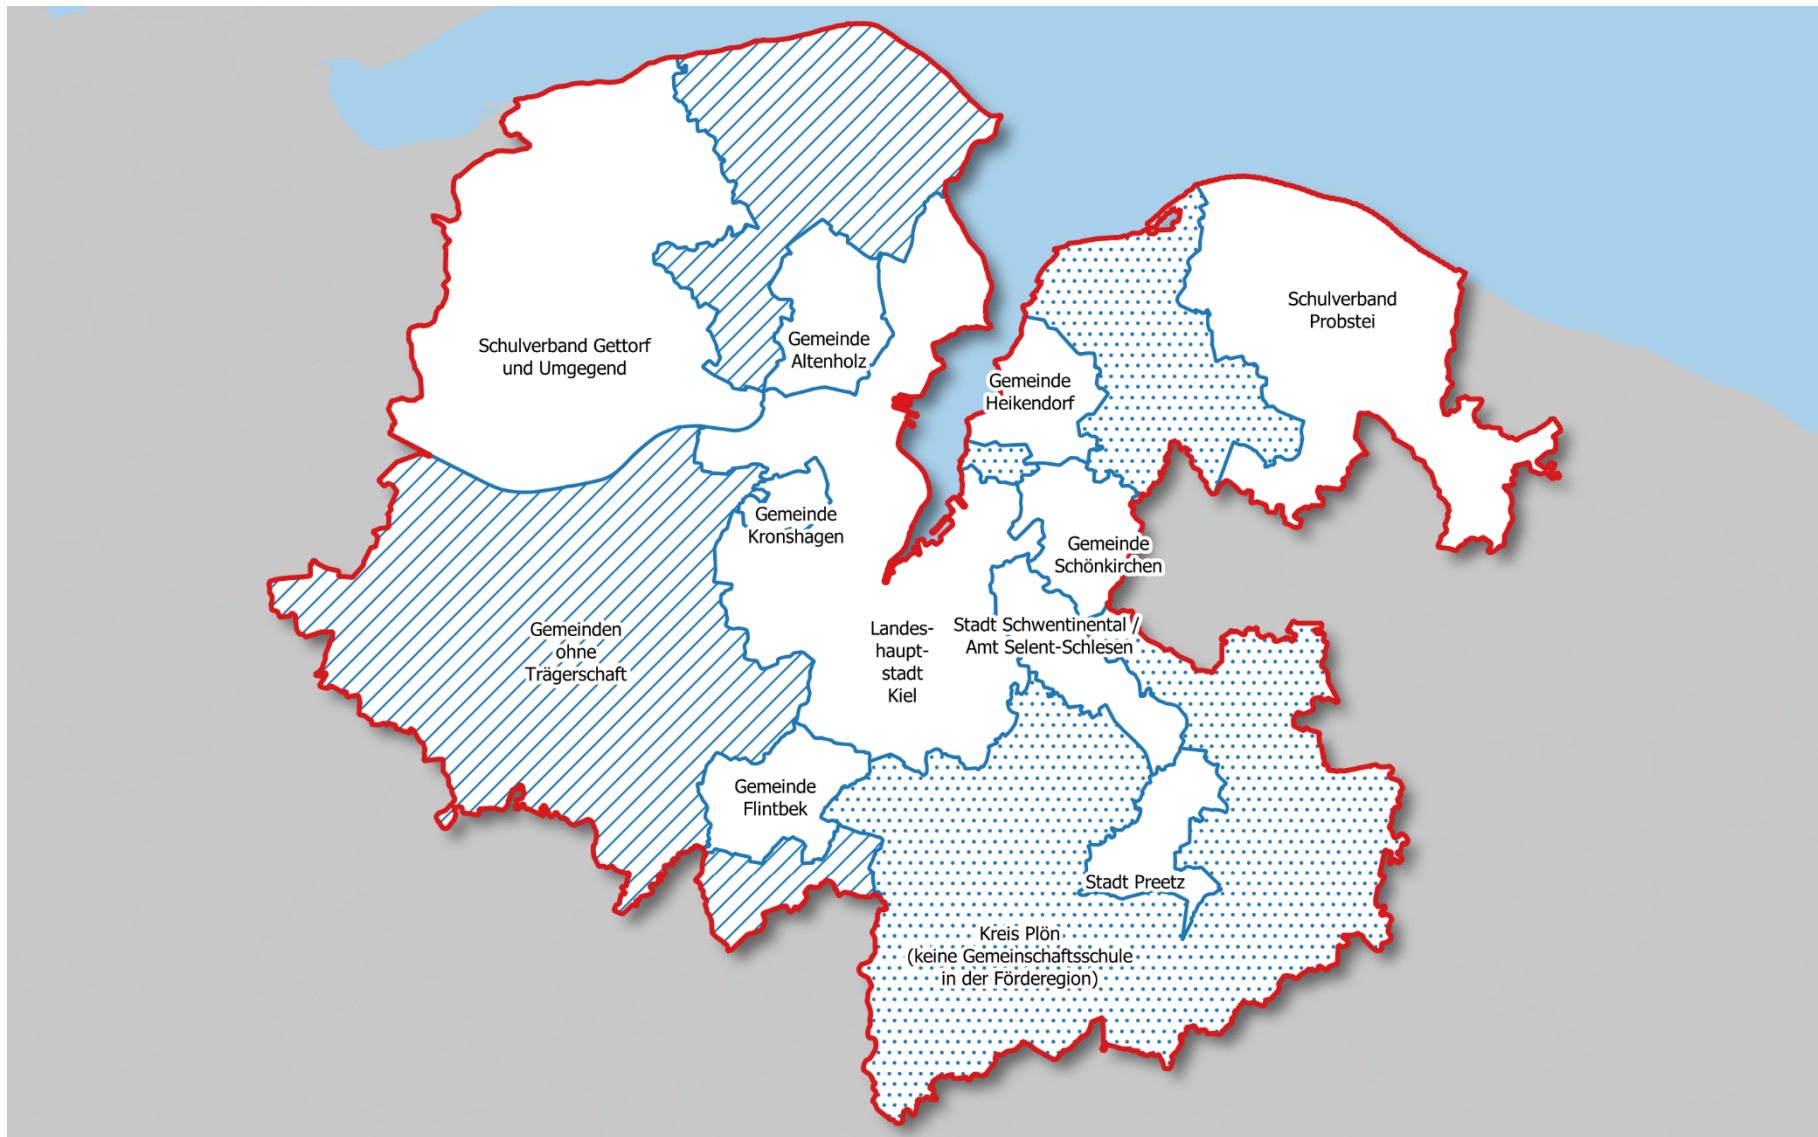 Schulverband
Probstei
Schulverband Gettorf
und Umgegend
Gemeinde
Altenholz
Gemeinde
Heikendorf
Gemeinde
Kronshagen
Gemeinde
Schönkirchen
Gemeinden
ohne
Trägerschaft
Landes-
haupt-
stadt
Kiel
Stadt Schwentinental /
Amt Selent-Schlesen
Gemeinde
Flintbek
Stadt Preetz
Kreis Plön
(keine Gemeinschaftsschule
in der Förderegion)